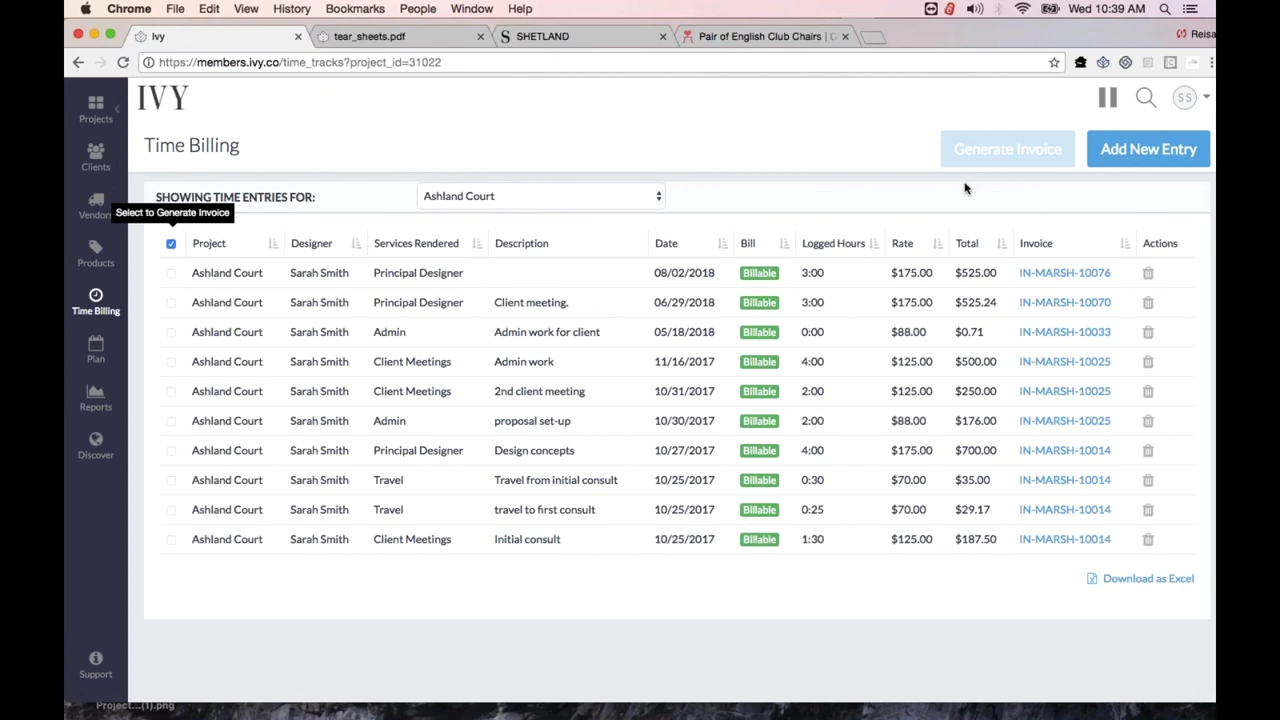 Chrome File Edit View History Bookmarks People Window Help Wed 10:39 AM
Ivy tear_sheets.pdf SHETLAND Pair of English Club Chairs | C Reisa
https://members.ivy.co/time_tracks?project_id=31022
IVY
SS
Projects
Clients
Vendors
Products
Time Billing
Plan
Reports
Discover
Support
Time Billing
Generate Invoice
Add New Entry
SHOWING TIME ENTRIES FOR: Ashland Court
Select to Generate Invoice
Project Designer Services Rendered Description Date Bill Logged Hours Rate Total Invoice Actions
Ashland Court Sarah Smith Principal Designer 08/02/2018 Billable 3:00 $175.00 $525.00 IN-MARSH-10076
Ashland Court Sarah Smith Principal Designer Client meeting. 06/29/2018 Billable 3:00 $175.00 $525.24 IN-MARSH-10070
Ashland Court Sarah Smith Admin Admin work for client 05/18/2018 Billable 0:00 $88.00 $0.71 IN-MARSH-10033
Ashland Court Sarah Smith Client Meetings Admin work 11/16/2017 Billable 4:00 $125.00 $500.00 IN-MARSH-10025
Ashland Court Sarah Smith Client Meetings 2nd client meeting 10/31/2017 Billable 2:00 $125.00 $250.00 IN-MARSH-10025
Ashland Court Sarah Smith Admin proposal set-up 10/30/2017 Billable 2:00 $88.00 $176.00 IN-MARSH-10025
Ashland Court Sarah Smith Principal Designer Design concepts 10/27/2017 Billable 4:00 $175.00 $700.00 IN-MARSH-10014
Ashland Court Sarah Smith Travel Travel from initial consult 10/25/2017 Billable 0:30 $70.00 $35.00 IN-MARSH-10014
Ashland Court Sarah Smith Travel travel to first consult 10/25/2017 Billable 0:25 $70.00 $29.17 IN-MARSH-10014
Ashland Court Sarah Smith Client Meetings Initial consult 10/25/2017 Billable 1:30 $125.00 $187.50 IN-MARSH-10014
Download as Excel
Project...(1).png